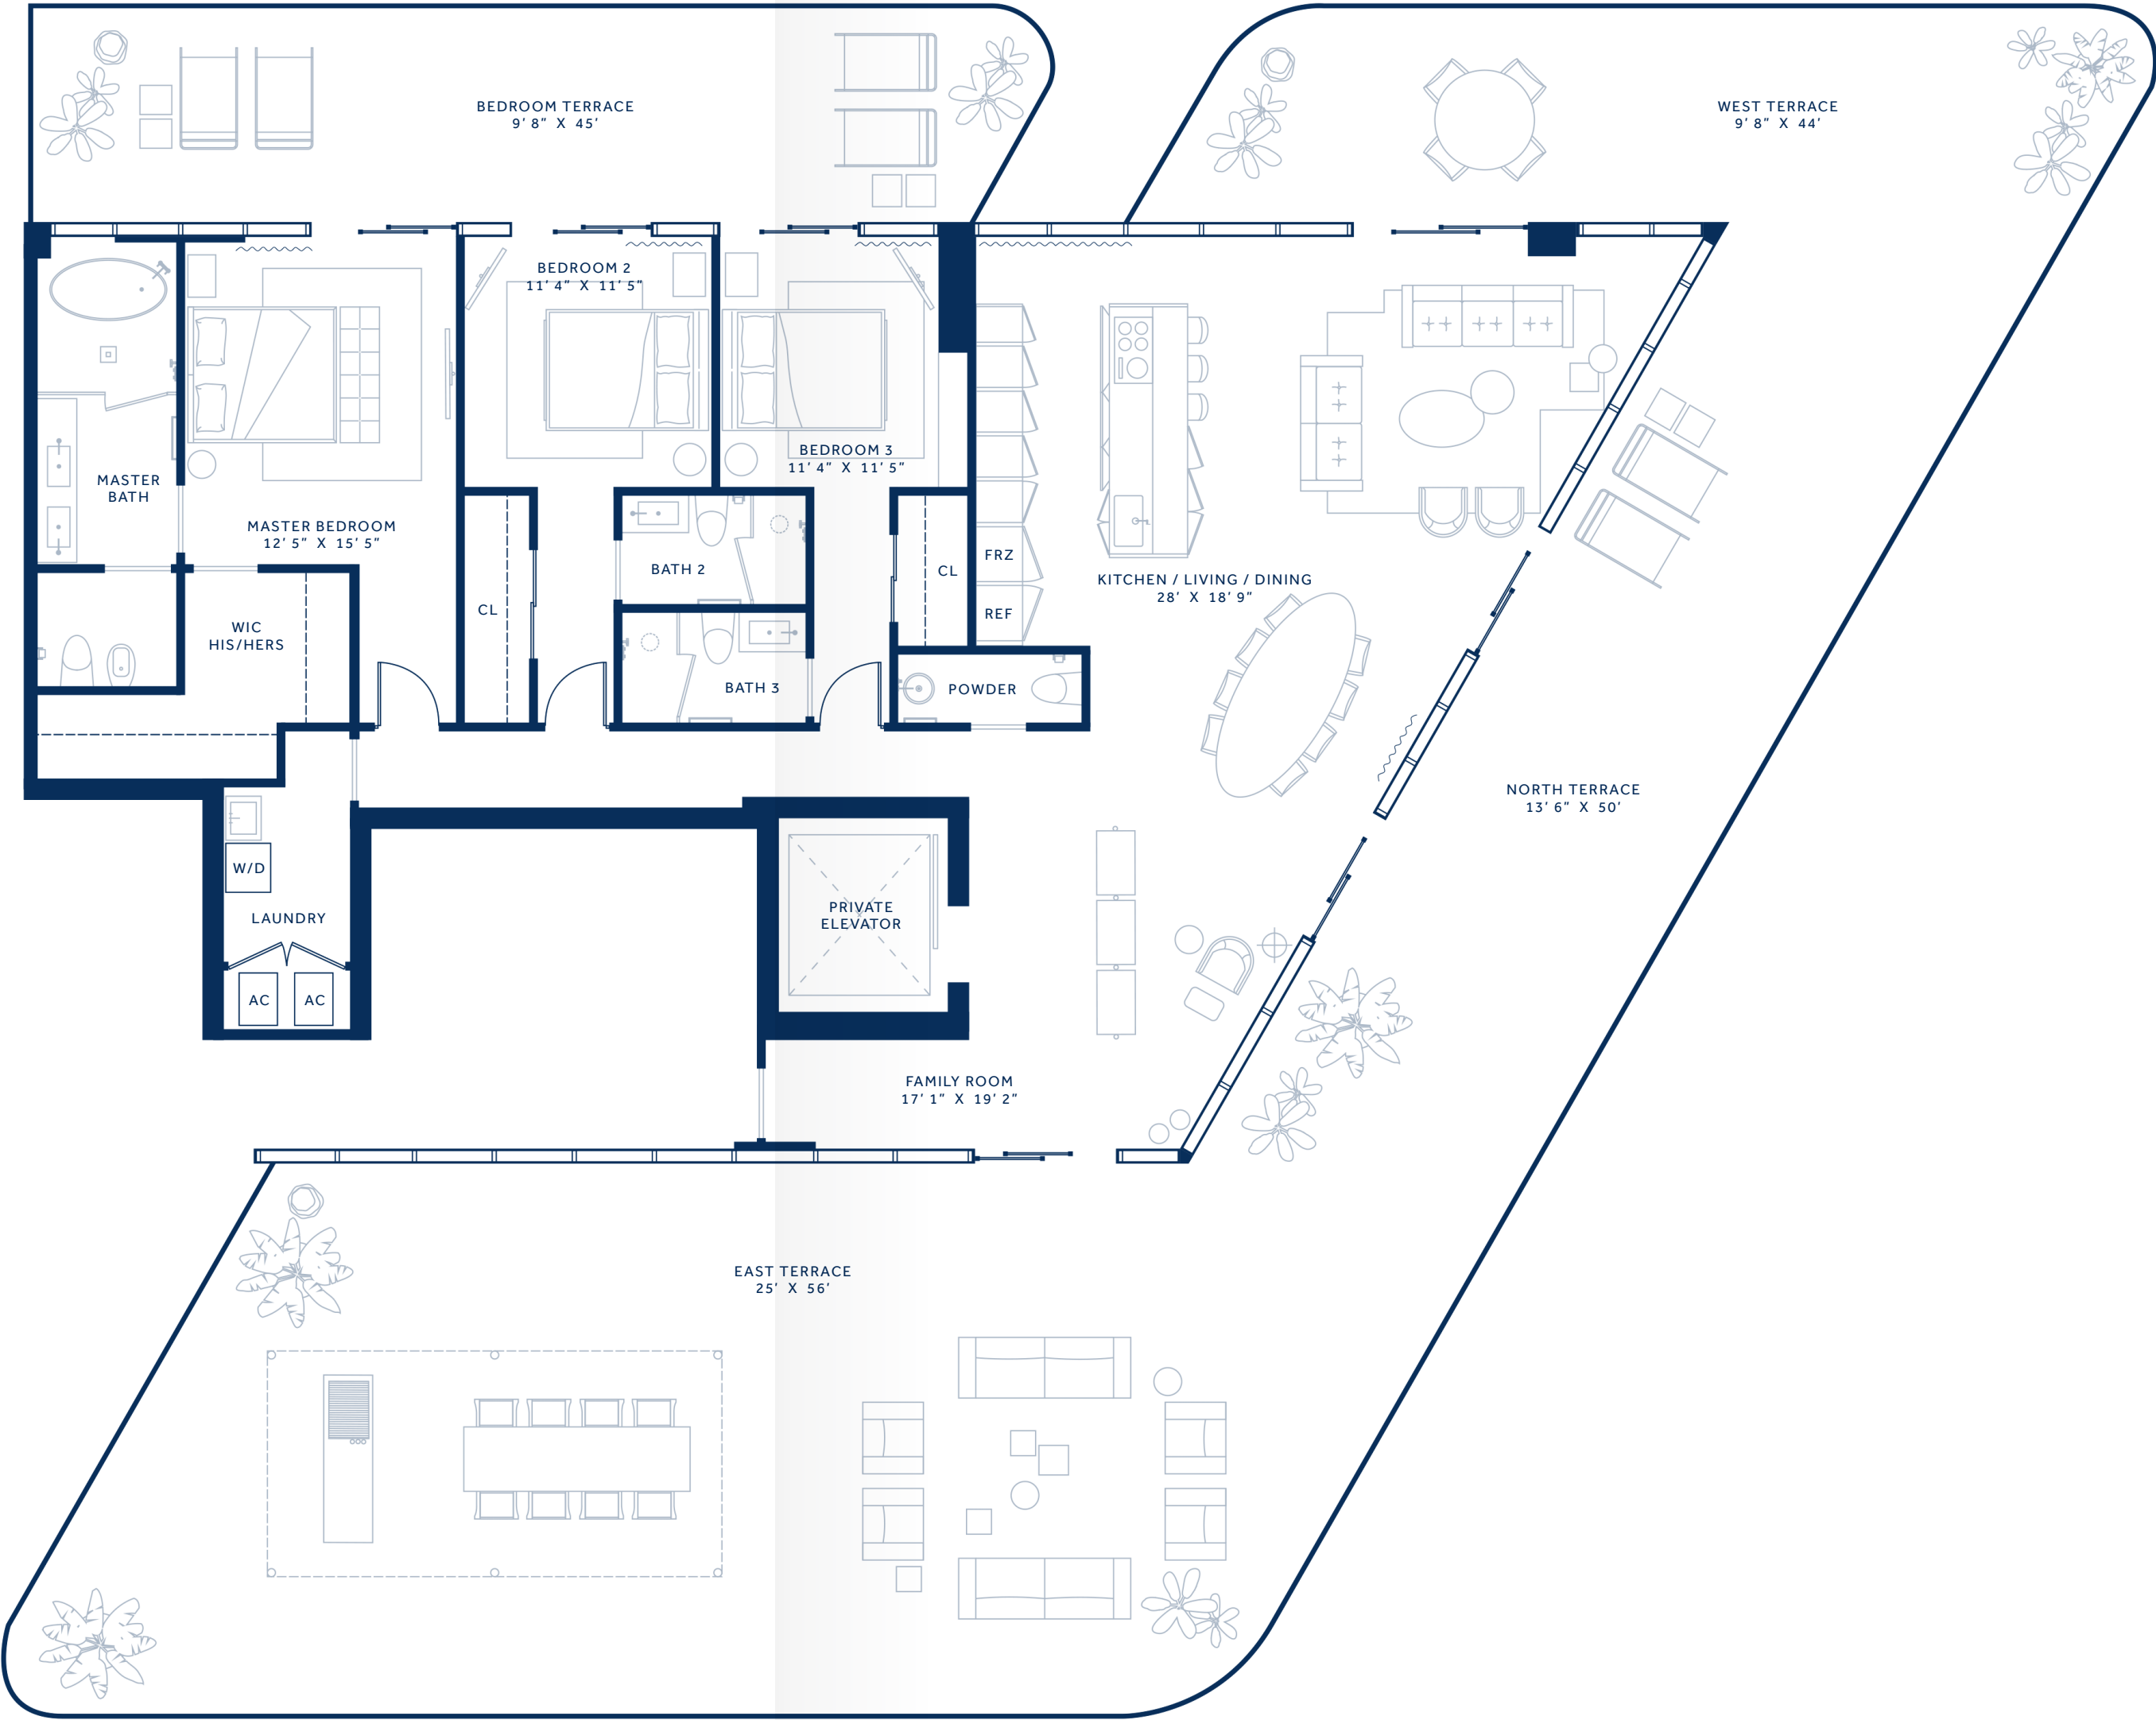 BEDROOM TERRACE
9' 8" X 45'
WEST TERRACE
9' 8" X 44'
BEDROOM 2
11' 4" X 11' 5"
BEDROOM 3
11' 4" X 11' 5"
MASTER
BATH
MASTER BEDROOM
12' 5" X 15' 5"
BATH 2
CL
CL
FRZ
REF
KITCHEN / LIVING / DINING
28' X 18' 9"
WIC
HIS/HERS
BATH 3
POWDER
NORTH TERRACE
13' 6" X 50'
W/D
LAUNDRY
AC
AC
PRIVATE
ELEVATOR
FAMILY ROOM
17' 1" X 19' 2"
EAST TERRACE
25' X 56'